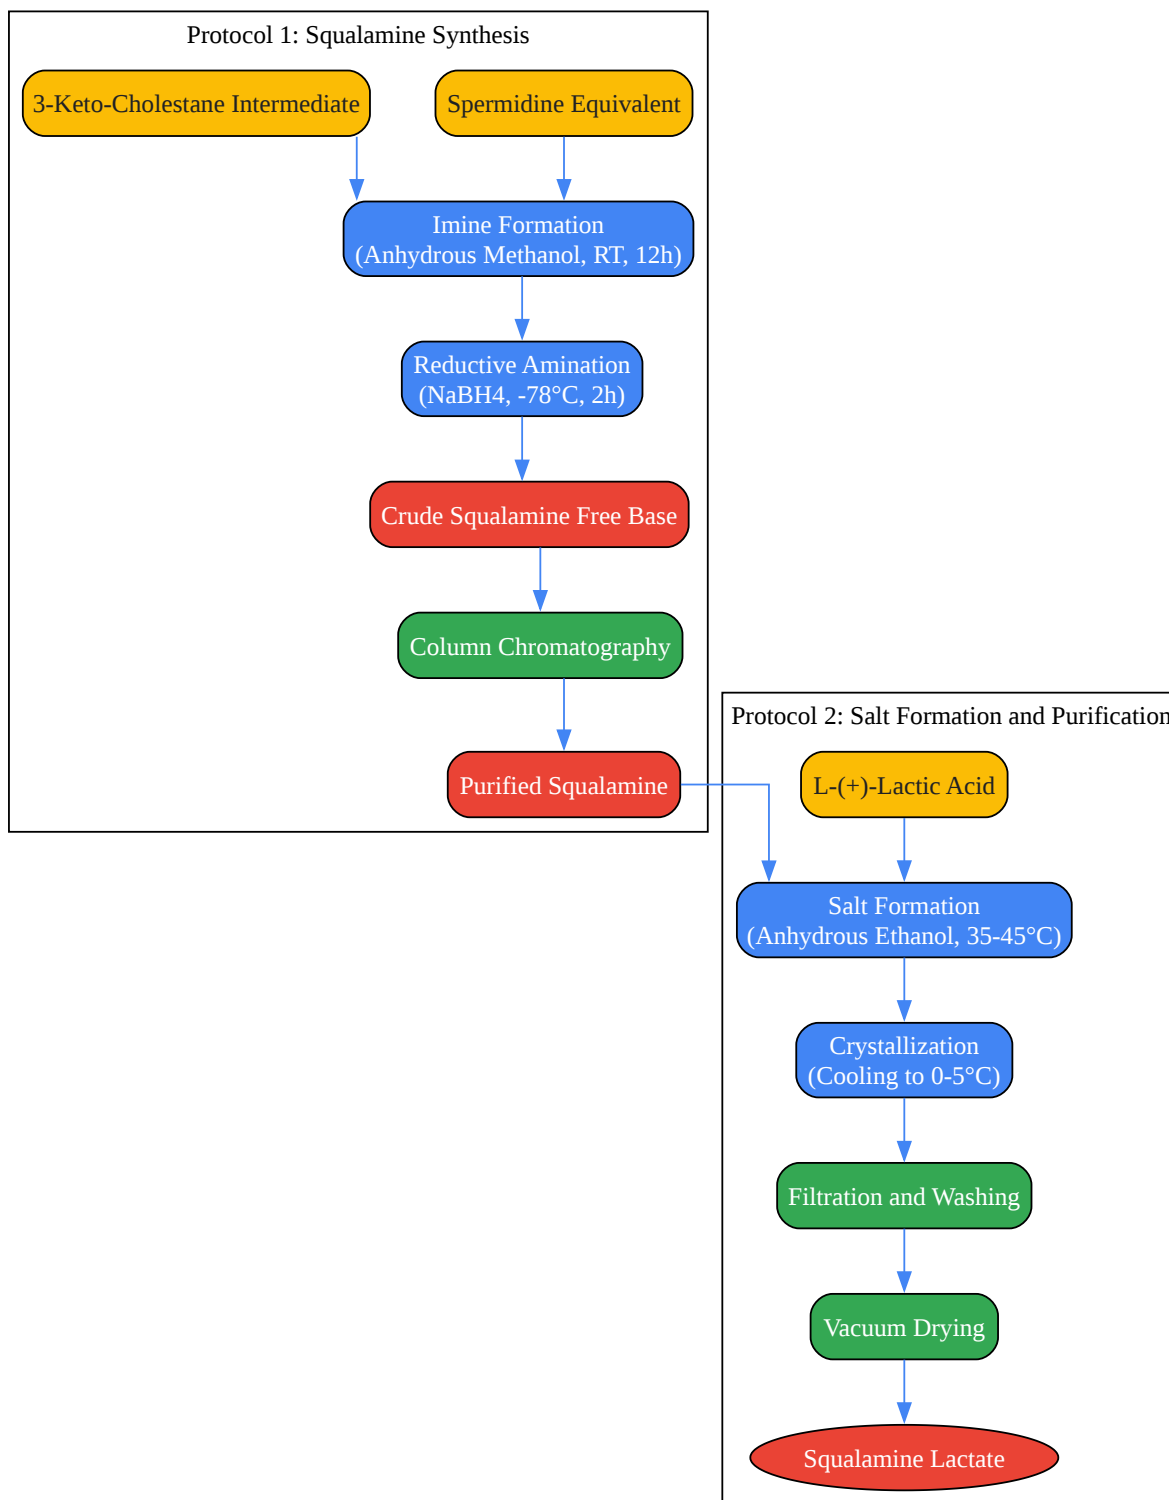 Protocol 1: Squalamine Synthesis
3-Keto-Cholestane Intermediate
Spermidine Equivalent
Imine Formation
(Anhydrous Methanol, RT, 12h)
Reductive Amination
(NaBH4, -78°C, 2h)
Crude Squalamine Free Base
Column Chromatography
Purified Squalamine
Protocol 2: Salt Formation and Purification
L-(+)-Lactic Acid
Salt Formation
(Anhydrous Ethanol, 35-45°C)
Crystallization
(Cooling to 0-5°C)
Filtration and Washing
Vacuum Drying
Squalamine Lactate